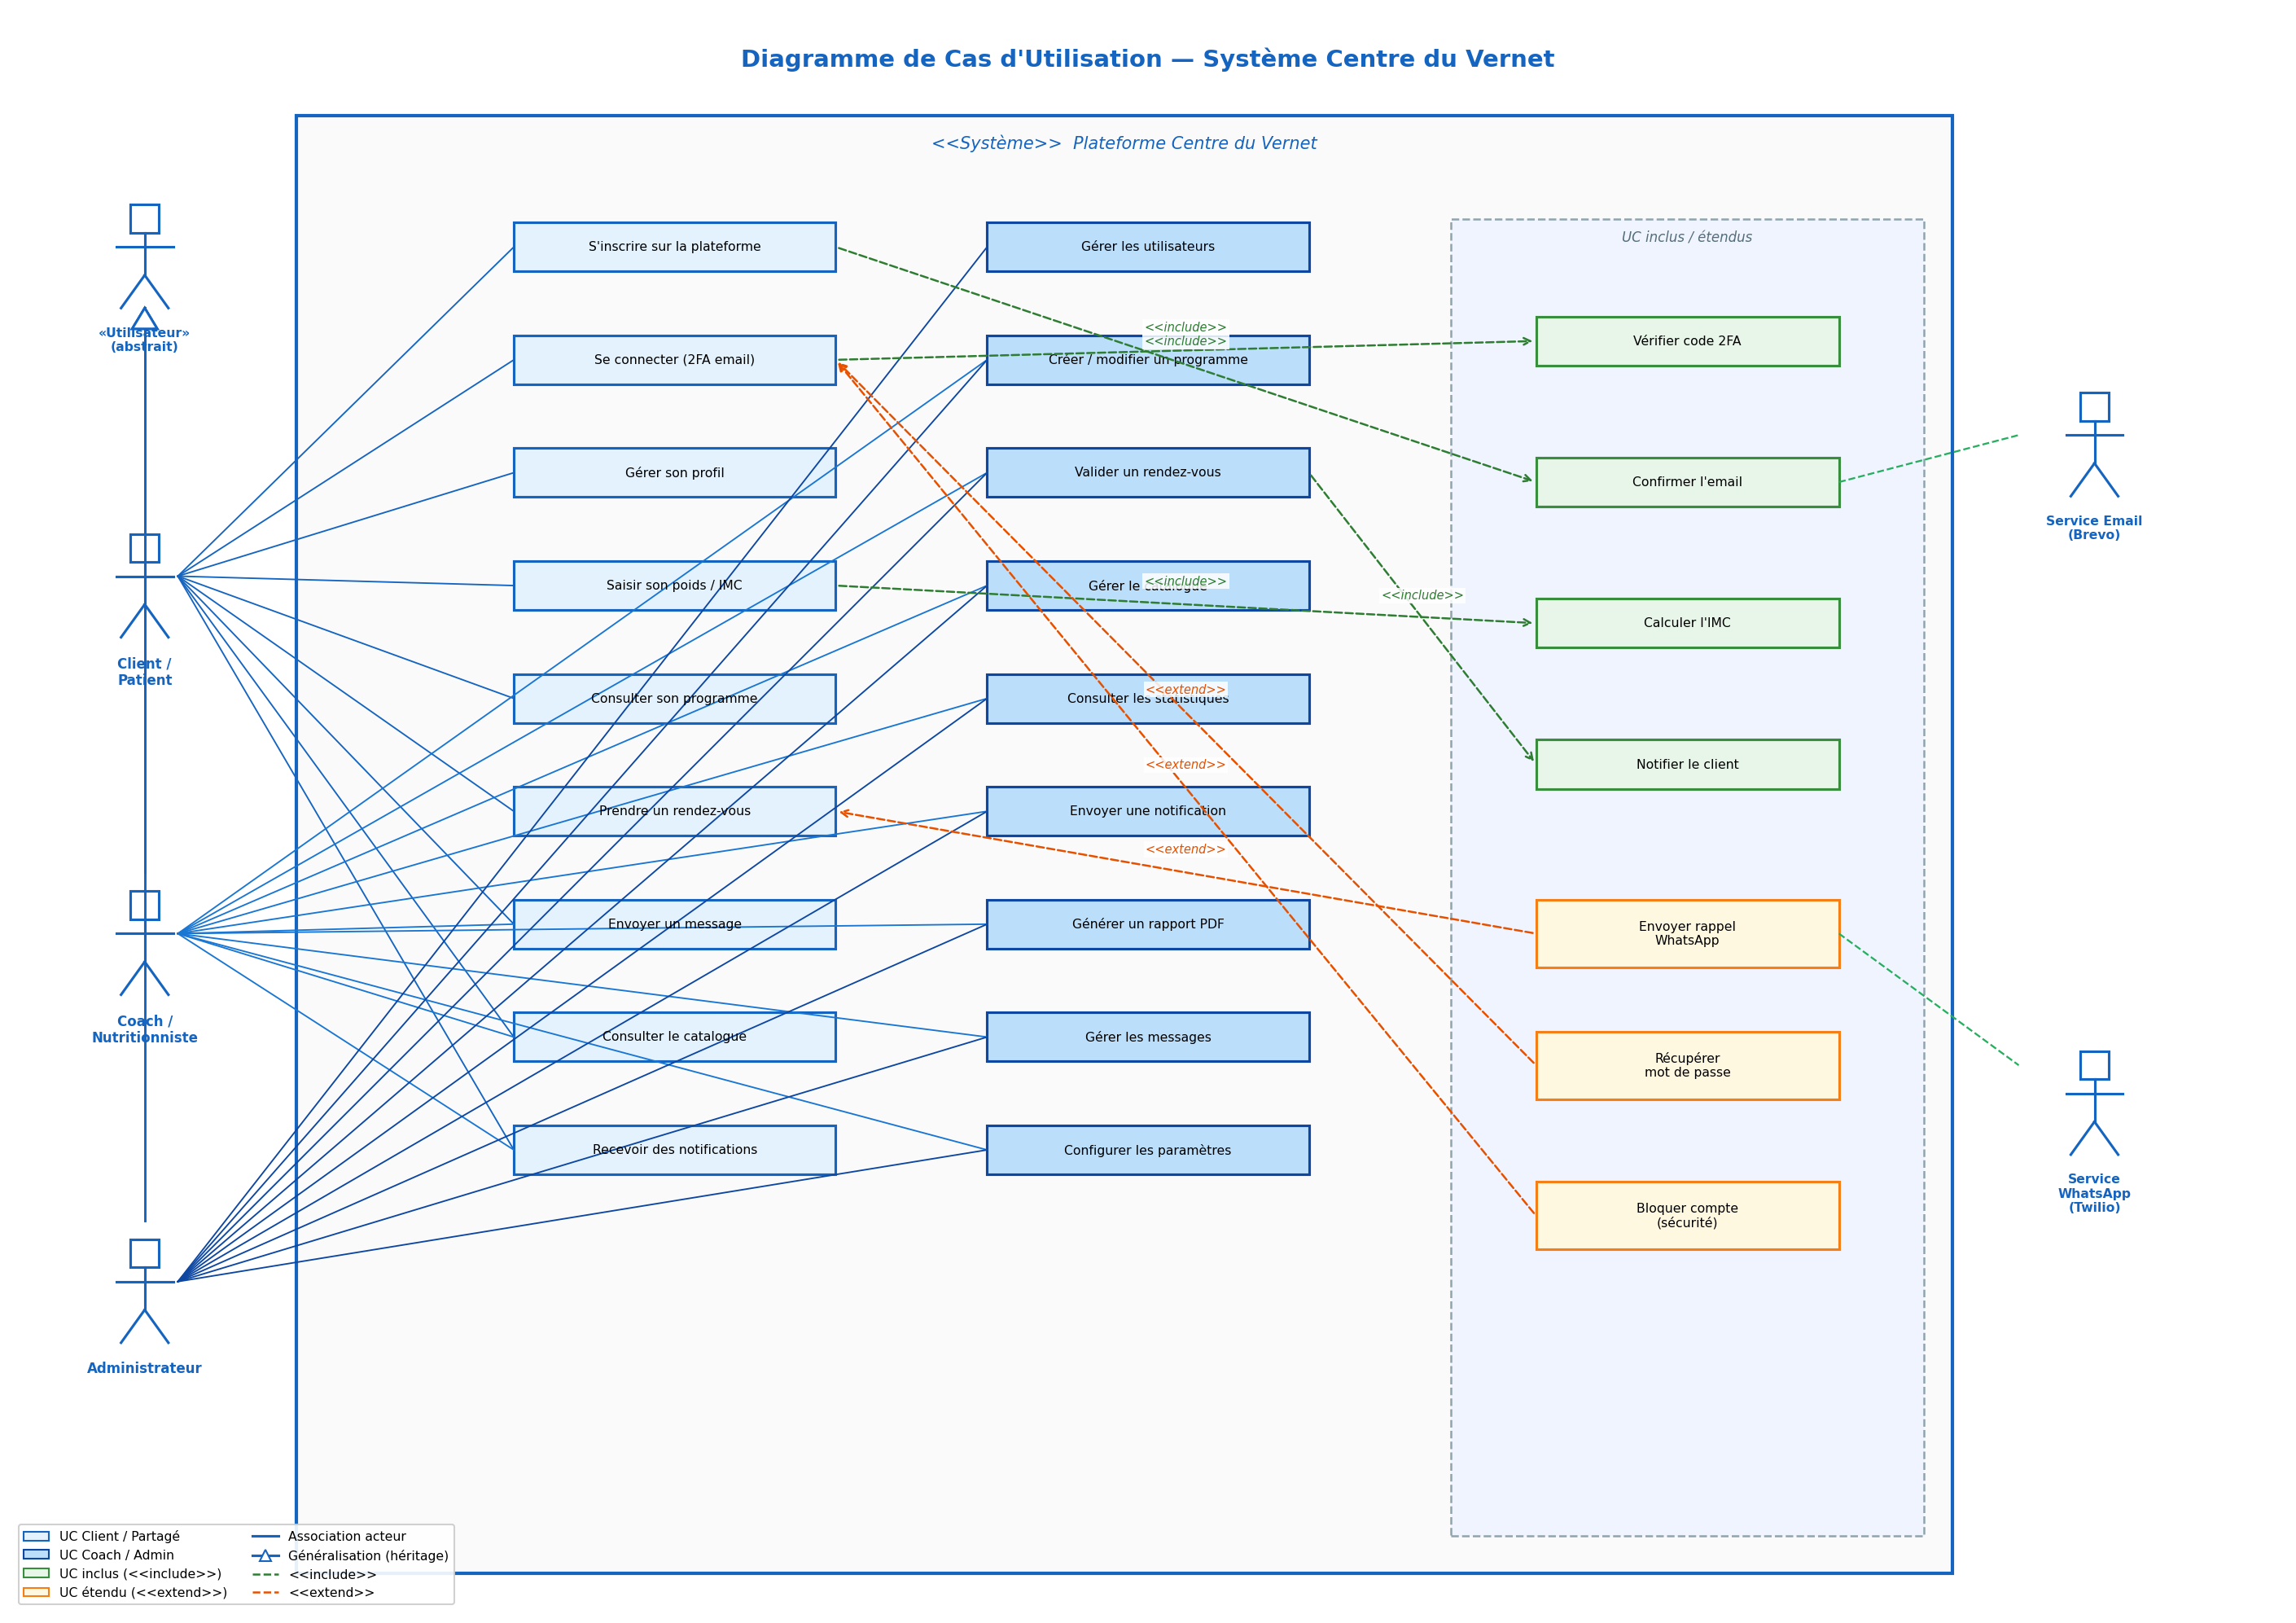 Diagramme de Cas d'Utilisation — Système Centre du Vernet
<<Système>> Plateforme Centre du Vernet
«Utilisateur»
(abstrait)
Client /
Patient
Coach /
Nutritionniste
Administrateur
S'inscrire sur la plateforme
Se connecter (2FA email)
Gérer son profil
Saisir son poids / IMC
Consulter son programme
Prendre un rendez-vous
Envoyer un message
Consulter le catalogue
Recevoir des notifications
Gérer les utilisateurs
Créer / modifier un programme
Valider un rendez-vous
Gérer le catalogue
Consulter les statistiques
Envoyer une notification
Générer un rapport PDF
Gérer les messages
Configurer les paramètres
<<include>>
<<include>>
<<include>>
<<include>>
<<extend>>
<<extend>>
<<extend>>
UC inclus / étendus
Vérifier code 2FA
Confirmer l'email
Calculer l'IMC
Notifier le client
Envoyer rappel
WhatsApp
Récupérer
mot de passe
Bloquer compte
(sécurité)
Service Email
(Brevo)
Service
WhatsApp
(Twilio)
UC Client / Partagé
UC Coach / Admin
UC inclus (<<include>>)
UC étendu (<<extend>>)
Association acteur
Généralisation (héritage)
<<include>>
<<extend>>